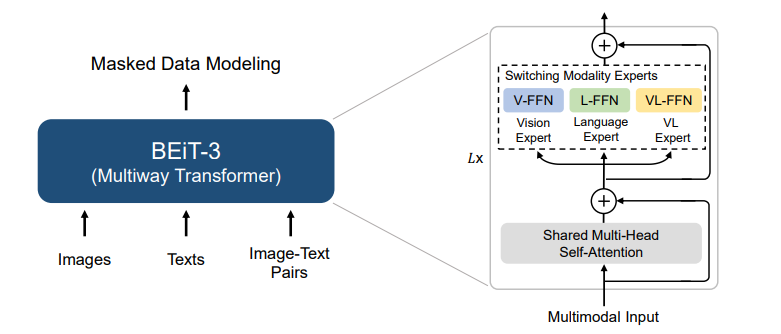 Masked Data Modeling
BEiT-3
(Multiway Transformer)
Images
Texts
Image-Text
Pairs
Switching Modality Experts
V-FFN
L-FFN
VL-FFN
Vision
Expert
Language
Expert
VL
Expert
Lx
Shared Multi-Head
Self-Attention
Multimodal Input